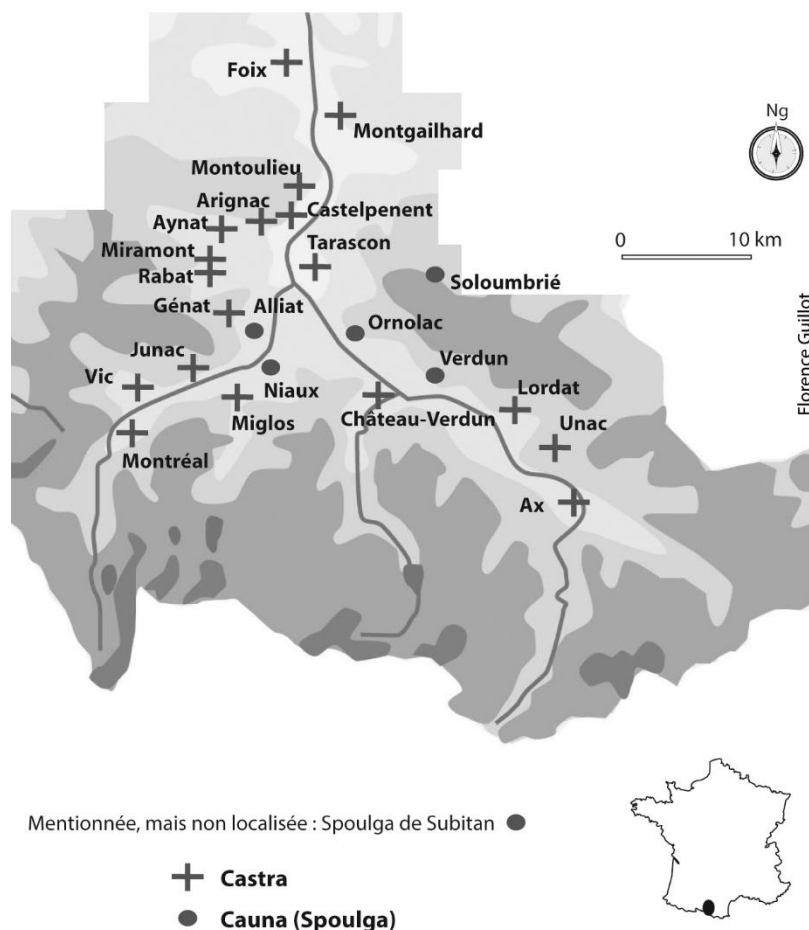 Foix
Ng
Montgailhard
Montoulieu
Arignac
Castelpenent
Aynat
Miramont
Tarascon
0 10 km
Rabat
Soloumbrié
Génat
Alliat
Ornolac
Junac
Verdun
Vic
Niaux
Lordat
Miglos
Château-Verdun
Unac
Montréal
Ax
Florence Guillot
Mentionnée, mais non localisée : Spoulga de Subitan
Castra
Cauna (Spoulga)